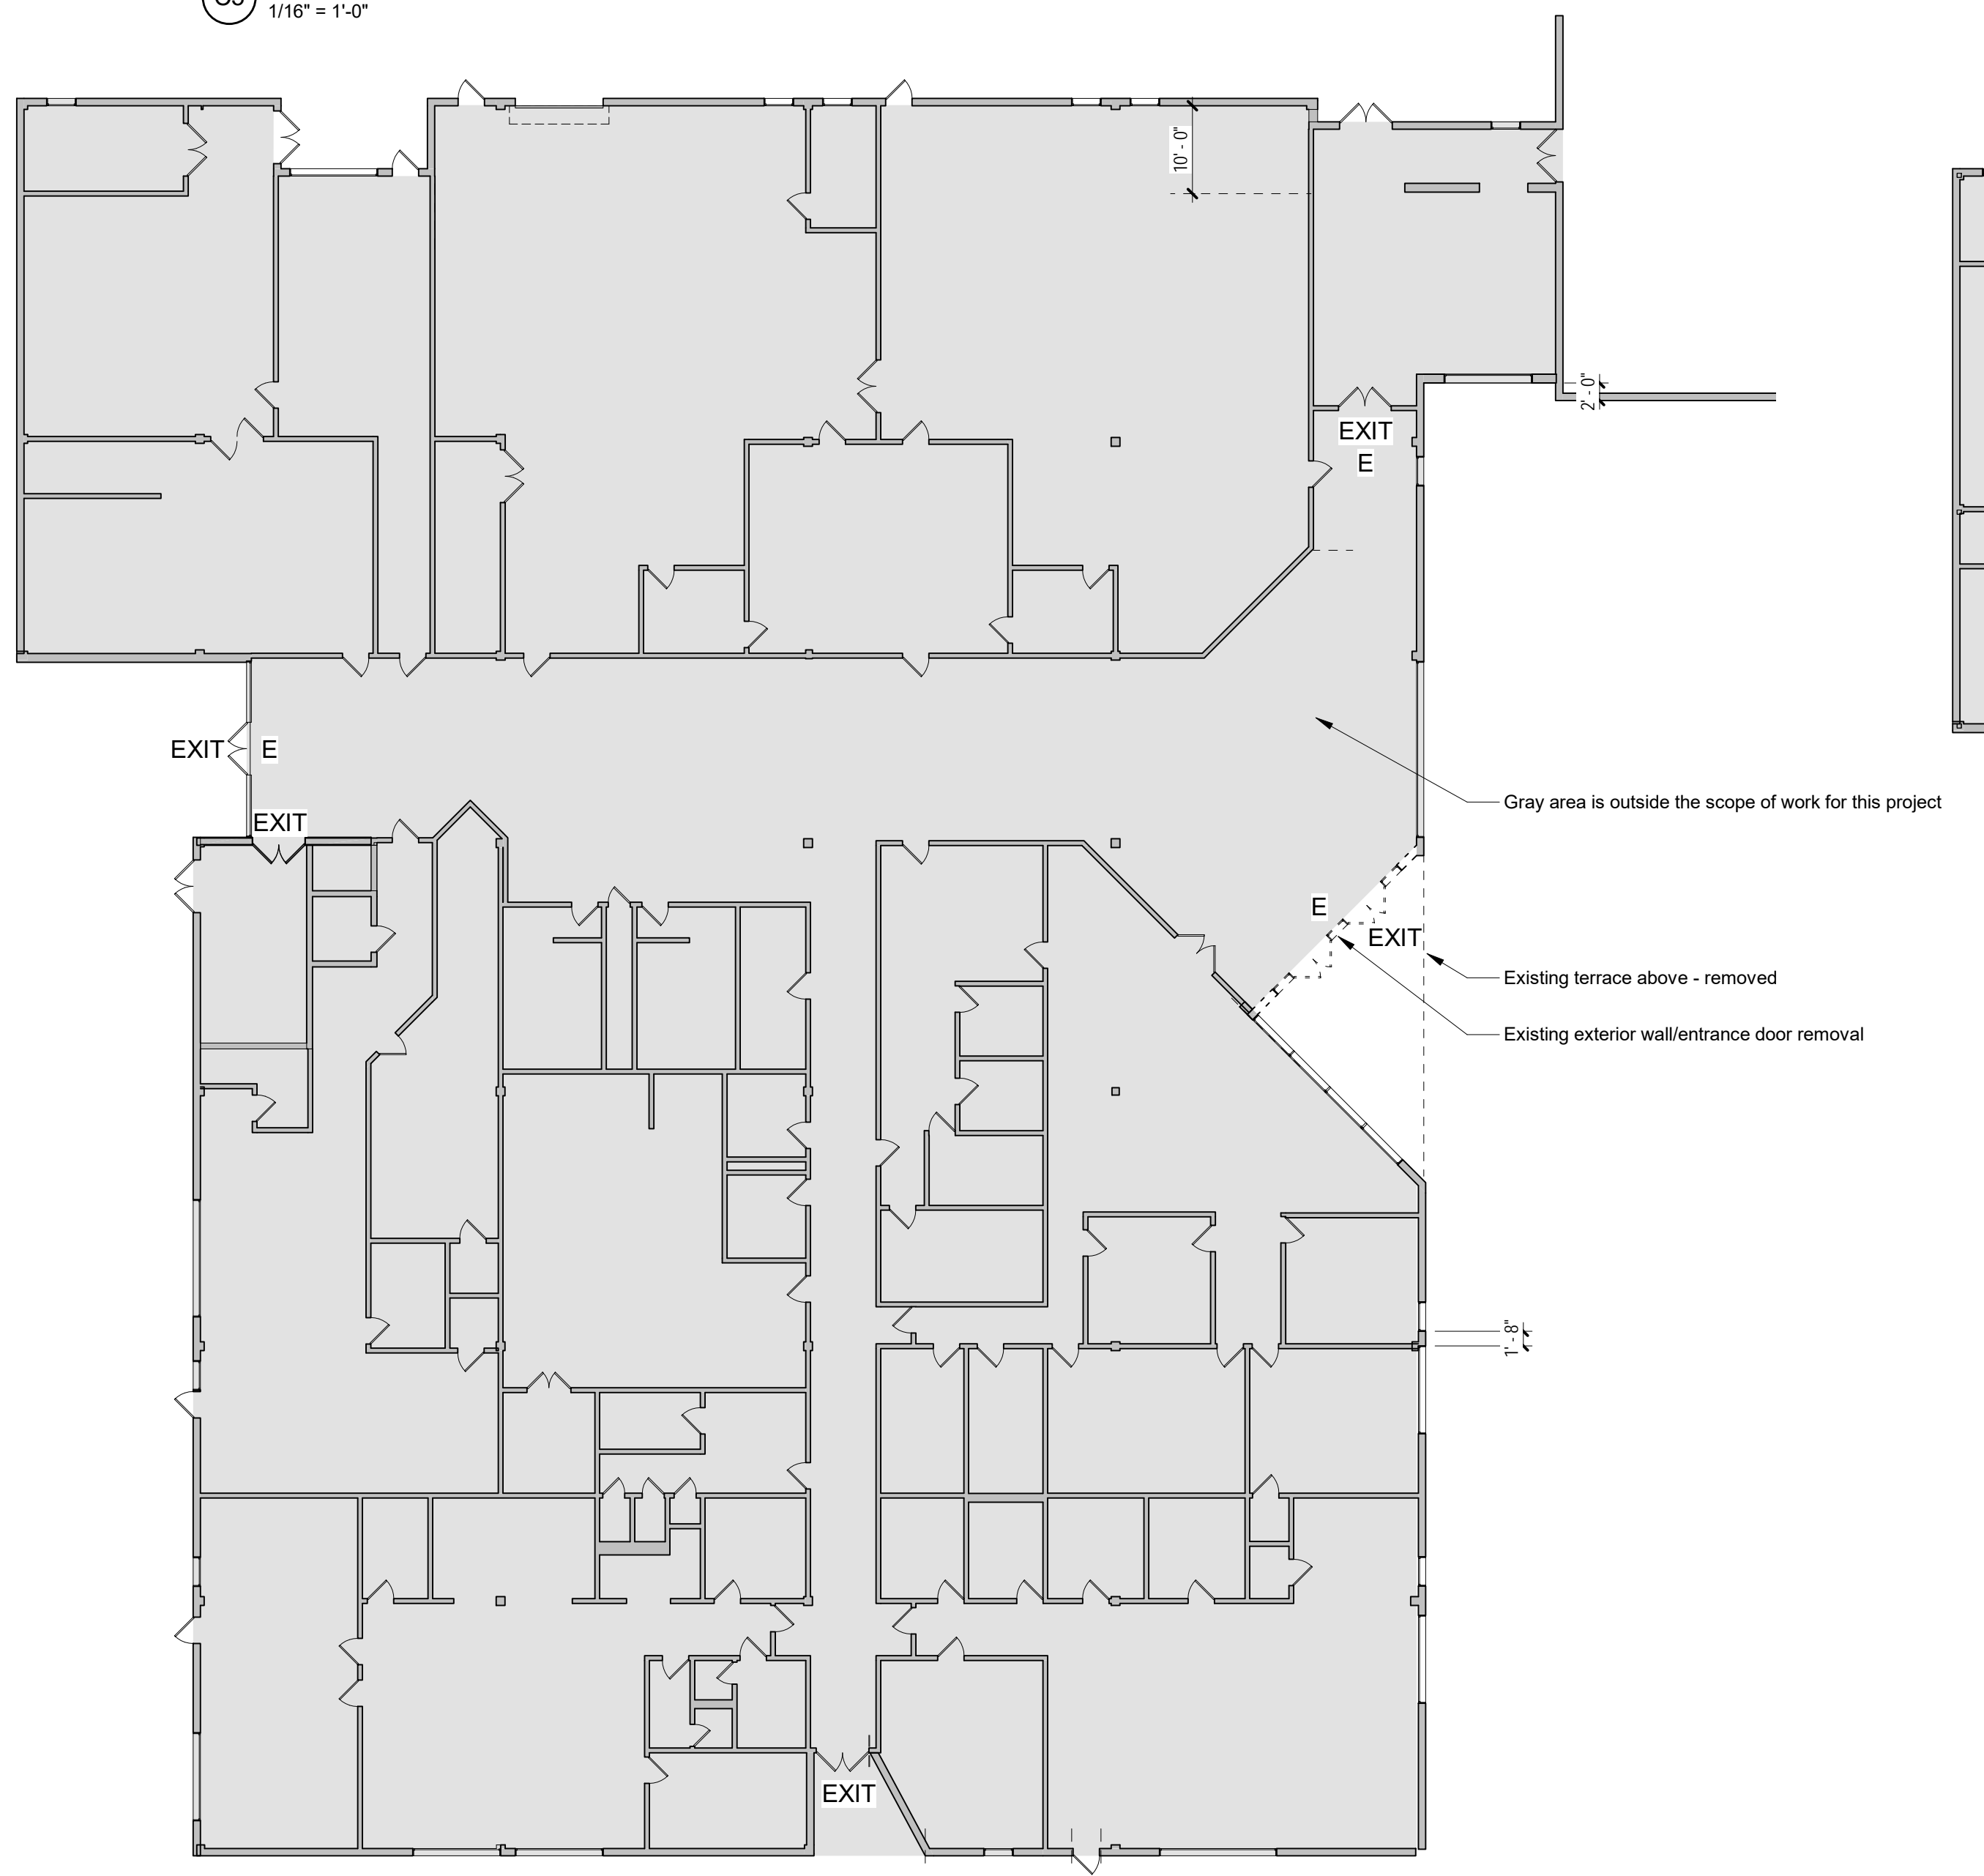 1/16" = 1'-0"
10' - 0"
2' - 0"
EXIT
E
EXIT
E
EXIT
Gray area is outside the scope of work for this project
E
EXIT
Existing terrace above - removed
Existing exterior wall/entrance door removal
1' - 8"
EXIT